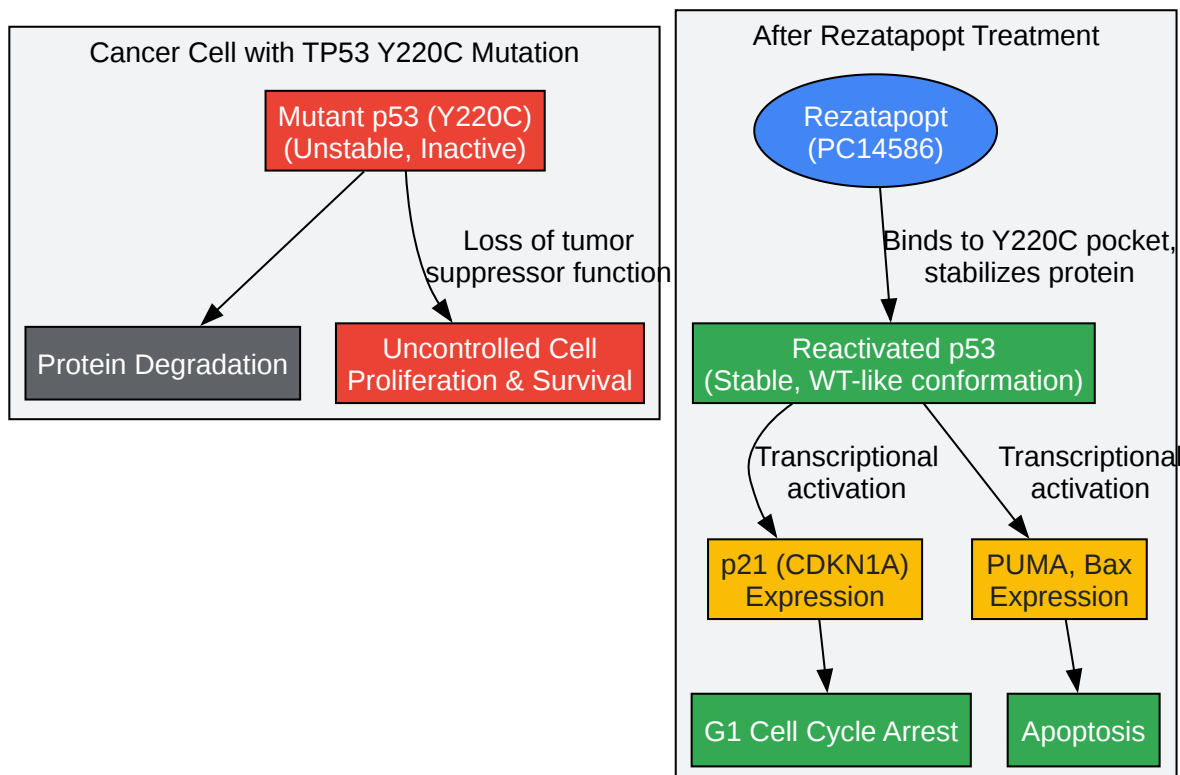 Cancer Cell with TP53 Y220C Mutation
Mutant p53 (Y220C)
(Unstable, Inactive)
Loss of tumor
suppressor function
Protein Degradation
Uncontrolled Cell
Proliferation & Survival
After Rezatapopt Treatment
Rezatapopt
(PC14586)
Binds to Y220C pocket,
stabilizes protein
Reactivated p53
(Stable, WT-like conformation)
Transcriptional
activation
Transcriptional
activation
p21 (CDKN1A)
Expression
PUMA, Bax
Expression
G1 Cell Cycle Arrest
Apoptosis